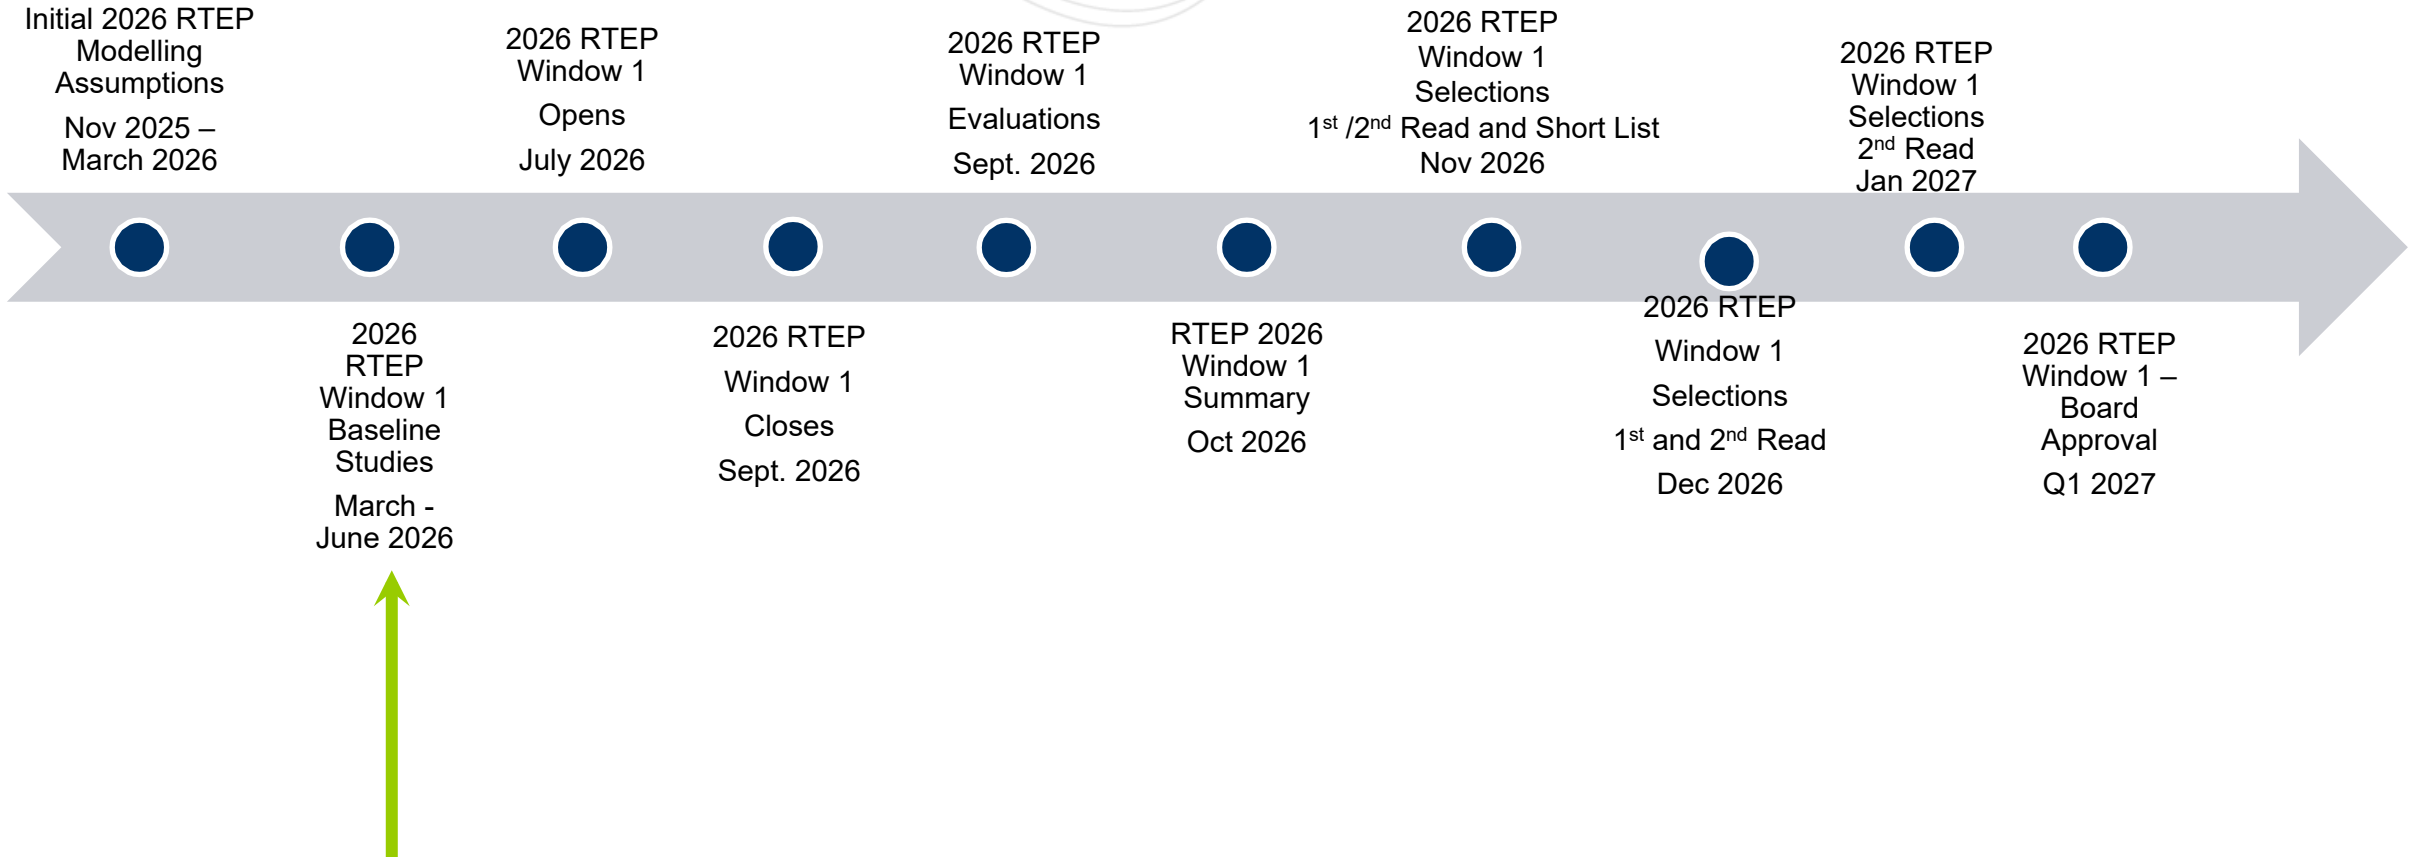 Initial 2026 RTEP
Modelling
Assumptions
Nov 2025 –
March 2026
2026
RTEP
Window 1
Baseline
Studies
March -
June 2026
2026 RTEP
Window 1
Opens
July 2026
2026 RTEP
Window 1
Closes
Sept. 2026
2026 RTEP
Window 1
Evaluations
Sept. 2026
RTEP 2026
Window 1
Summary
Oct 2026
2026 RTEP
Window 1
Selections
1st /2nd Read and Short List
Nov 2026
2026 RTEP
Window 1
Selections
1st and 2nd Read
Dec 2026
2026 RTEP
Window 1
Selections
2nd Read
Jan 2027
2026 RTEP
Window 1 –
Board
Approval
Q1 2027